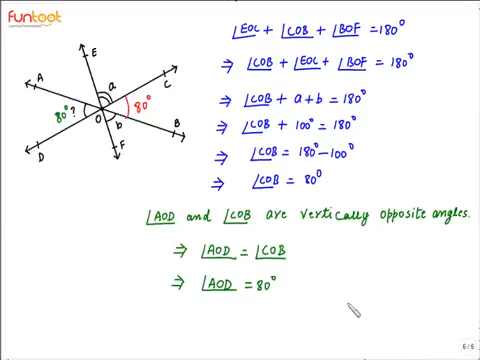 funtoot
∠EOC + ∠COB + ∠BOF = 180°
⇒ ∠COB + ∠EOC + ∠BOF = 180°
⇒ ∠COB + a + b = 180°
⇒ ∠COB + 100° = 180°
⇒ ∠COB = 180° - 100°
⇒ ∠COB = 80°
E
A
a
C
80° ?
O
80°
b
B
D
F
∠AOD and ∠COB are vertically opposite angles.
⇒ ∠AOD = ∠COB
⇒ ∠AOD = 80°
6/6